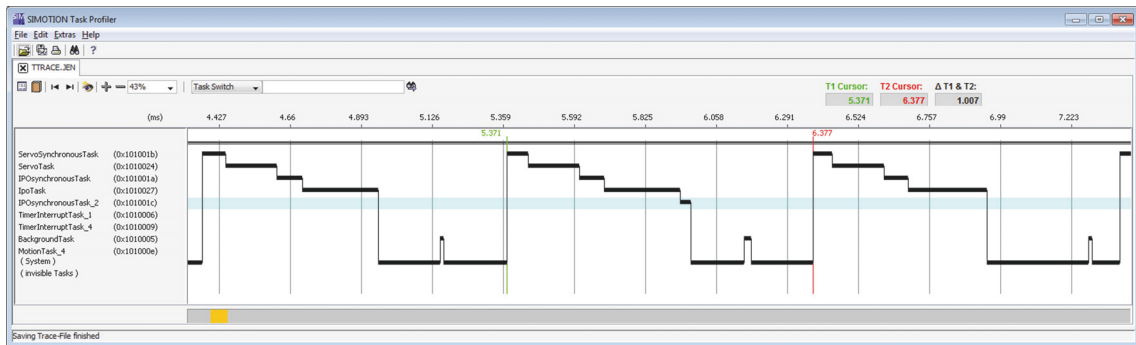 SIMOTION Task Profiler
File Edit Extras Help
?
TTRACE.JEN
43%
Task Switch
T1 Cursor: T2 Cursor: Δ T1 & T2:
5.371 6.377 1.007
(ms) 4.427 4.66 4.893 5.126 5.359 5.592 5.825 6.058 6.291 6.524 6.757 6.99 7.223
5.371 6.377
ServoSynchronousTask (0x101001b)
ServoTask (0x1010024)
IPOsynchronousTask (0x101001a)
IpoTask (0x1010027)
IPOsynchronousTask_2 (0x101001c)
TimerInterruptTask_1 (0x1010006)
TimerInterruptTask_4 (0x1010009)
BackgroundTask (0x1010005)
MotionTask_4 (0x101000e)
( System )
( invisible Tasks )
Saving Trace-File finished